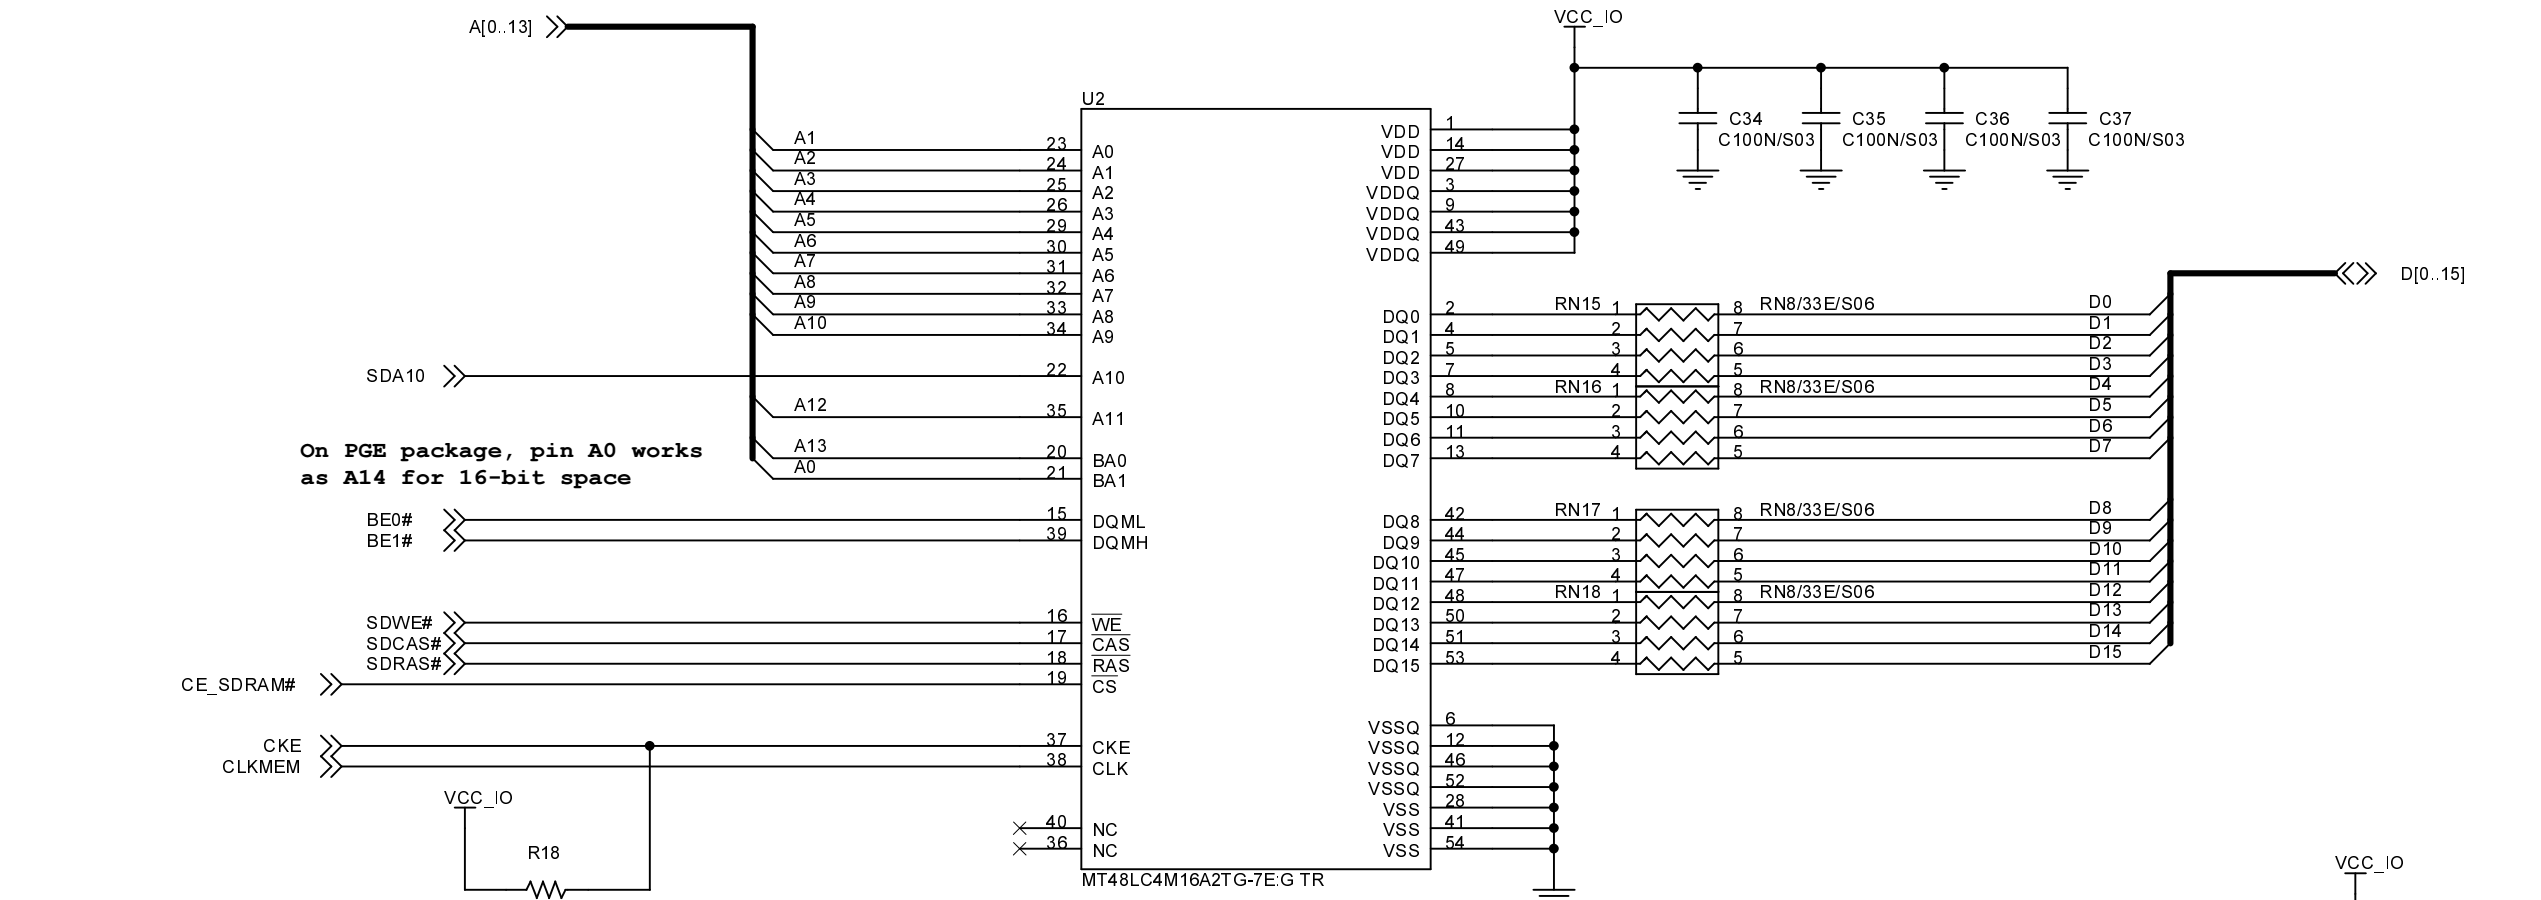 A[0..13]
VCC_IO
U2
C34
C100N/S03
C35
C100N/S03
C36
C100N/S03
C37
C100N/S03
A1 23 A0
A2 24 A1
A3 25 A2
A4 26 A3
A5 29 A4
A6 30 A5
A7 31 A6
A8 32 A7
A9 33 A8
A10 34 A9
SDA10 22 A10
A12 35 A11
A13 20 BA0
A0 21 BA1
On PGE package, pin A0 works
as A14 for 16-bit space
BE0# 15 DQML
BE1# 39 DQMH
SDWE# 16 WE
SDCAS# 17 CAS
SDRAS# 18 RAS
CE_SDRAM# 19 CS
CKE 37 CKE
CLKMEM 38 CLK
VCC_IO
R18
40 NC
36 NC
MT48LC4M16A2TG-7E:G TR
VDD 1
VDD 14
VDD 27
VDDQ 3
VDDQ 9
VDDQ 43
VDDQ 49
D[0..15]
DQ0 2 RN15 1 8 RN8/33E/S06 D0
DQ1 4 2 7 D1
DQ2 5 3 6 D2
DQ3 7 4 5 D3
DQ4 8 RN16 1 8 RN8/33E/S06 D4
DQ5 10 2 7 D5
DQ6 11 3 6 D6
DQ7 13 4 5 D7
DQ8 42 RN17 1 8 RN8/33E/S06 D8
DQ9 44 2 7 D9
DQ10 45 3 6 D10
DQ11 47 4 5 D11
DQ12 48 RN18 1 8 RN8/33E/S06 D12
DQ13 50 2 7 D13
DQ14 51 3 6 D14
DQ15 53 4 5 D15
VSSQ 6
VSSQ 12
VSSQ 46
VSSQ 52
VSS 28
VSS 41
VSS 54
VCC_IO